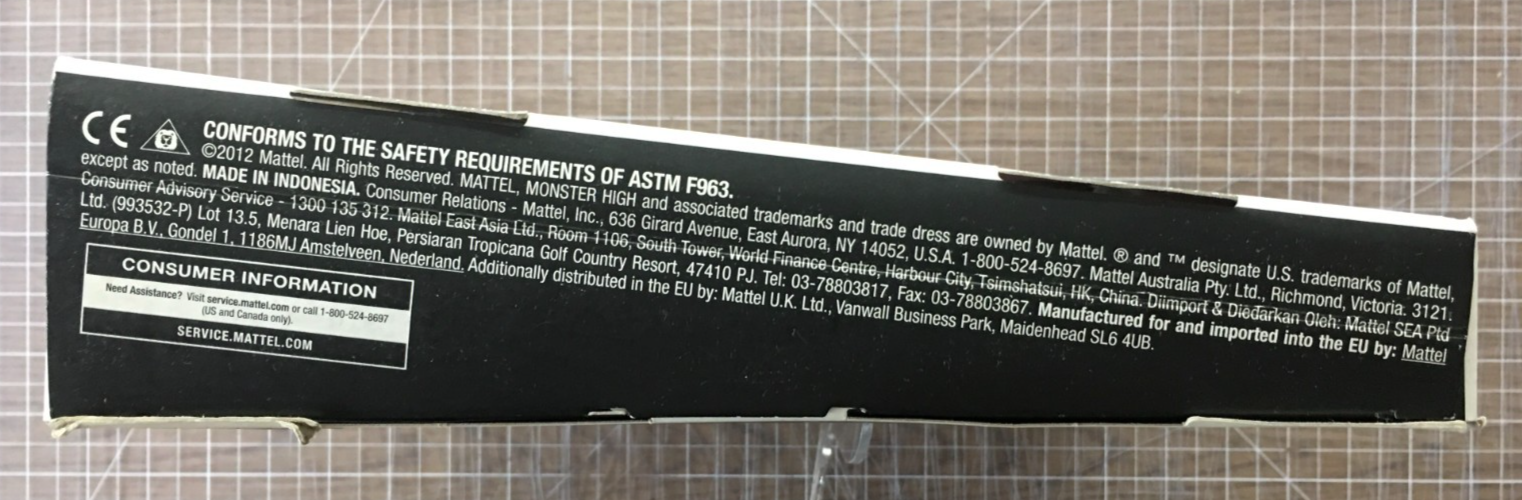 CE CONFORMS TO THE SAFETY REQUIREMENTS OF ASTM F963.
©2012 Mattel. All Rights Reserved. MATTEL, MONSTER HIGH and associated trademarks and trade dress are owned by Mattel. ® and ™ designate U.S. trademarks of Mattel,
except as noted. MADE IN INDONESIA. Consumer Relations - Mattel, Inc., 636 Girard Avenue, East Aurora, NY 14052, U.S.A. 1-800-524-8697. Mattel Australia Pty. Ltd., Richmond, Victoria. 3121.
Consumer Advisory Service - 1300 135 312. Mattel East Asia Ltd., Room 1106, South Tower, World Finance Centre, Harbour City, Tsimshatsui, HK, China. Diimport & Diedarkan Oleh: Mattel SEA Ptd
Ltd. (993532-P) Lot 13.5, Menara Lien Hoe, Persiaran Tropicana Golf Country Resort, 47410 PJ. Tel: 03-78803817, Fax: 03-78803867. Manufactured for and imported into the EU by: Mattel
Europa B.V., Gondel 1, 1186MJ Amstelveen, Nederland. Additionally distributed in the EU by: Mattel U.K. Ltd., Vanwall Business Park, Maidenhead SL6 4UB.
CONSUMER INFORMATION
Need Assistance? Visit service.mattel.com or call 1-800-524-8697
(US and Canada only).
SERVICE.MATTEL.COM